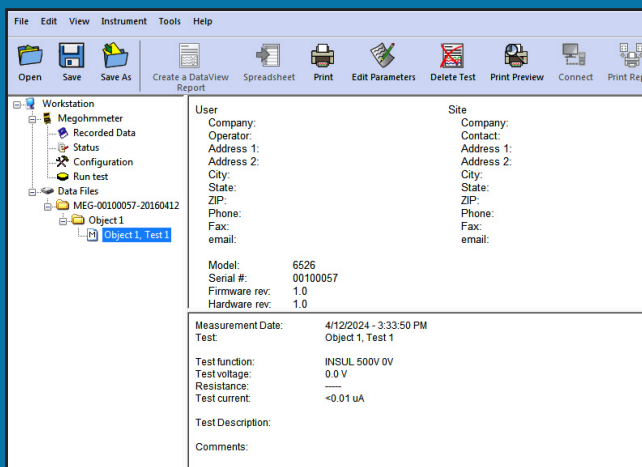 File Edit View Instrument Tools Help
Open Save Save As Create a DataView Report Spreadsheet Print Edit Parameters Delete Test Print Preview Connect Print
Workstation
Megohmmeter
Recorded Data
Status
Configuration
Run test
Data Files
MEG-00100057-20160412
Object 1
M Object 1, Test 1
User Site
Company: Company:
Operator: Contact:
Address 1: Address 1:
Address 2: Address 2:
City: City:
State: State:
ZIP: ZIP:
Phone: Phone:
Fax: Fax:
email: email:
Model: 6526
Serial #: 00100057
Firmware rev: 1.0
Hardware rev: 1.0
Measurement Date: 4/12/2024 - 3:33:50 PM
Test: Object 1, Test 1
Test function: INSUL 500V 0V
Test voltage: 0.0 V
Resistance: -----
Test current: <0.01 uA
Test Description:
Comments: